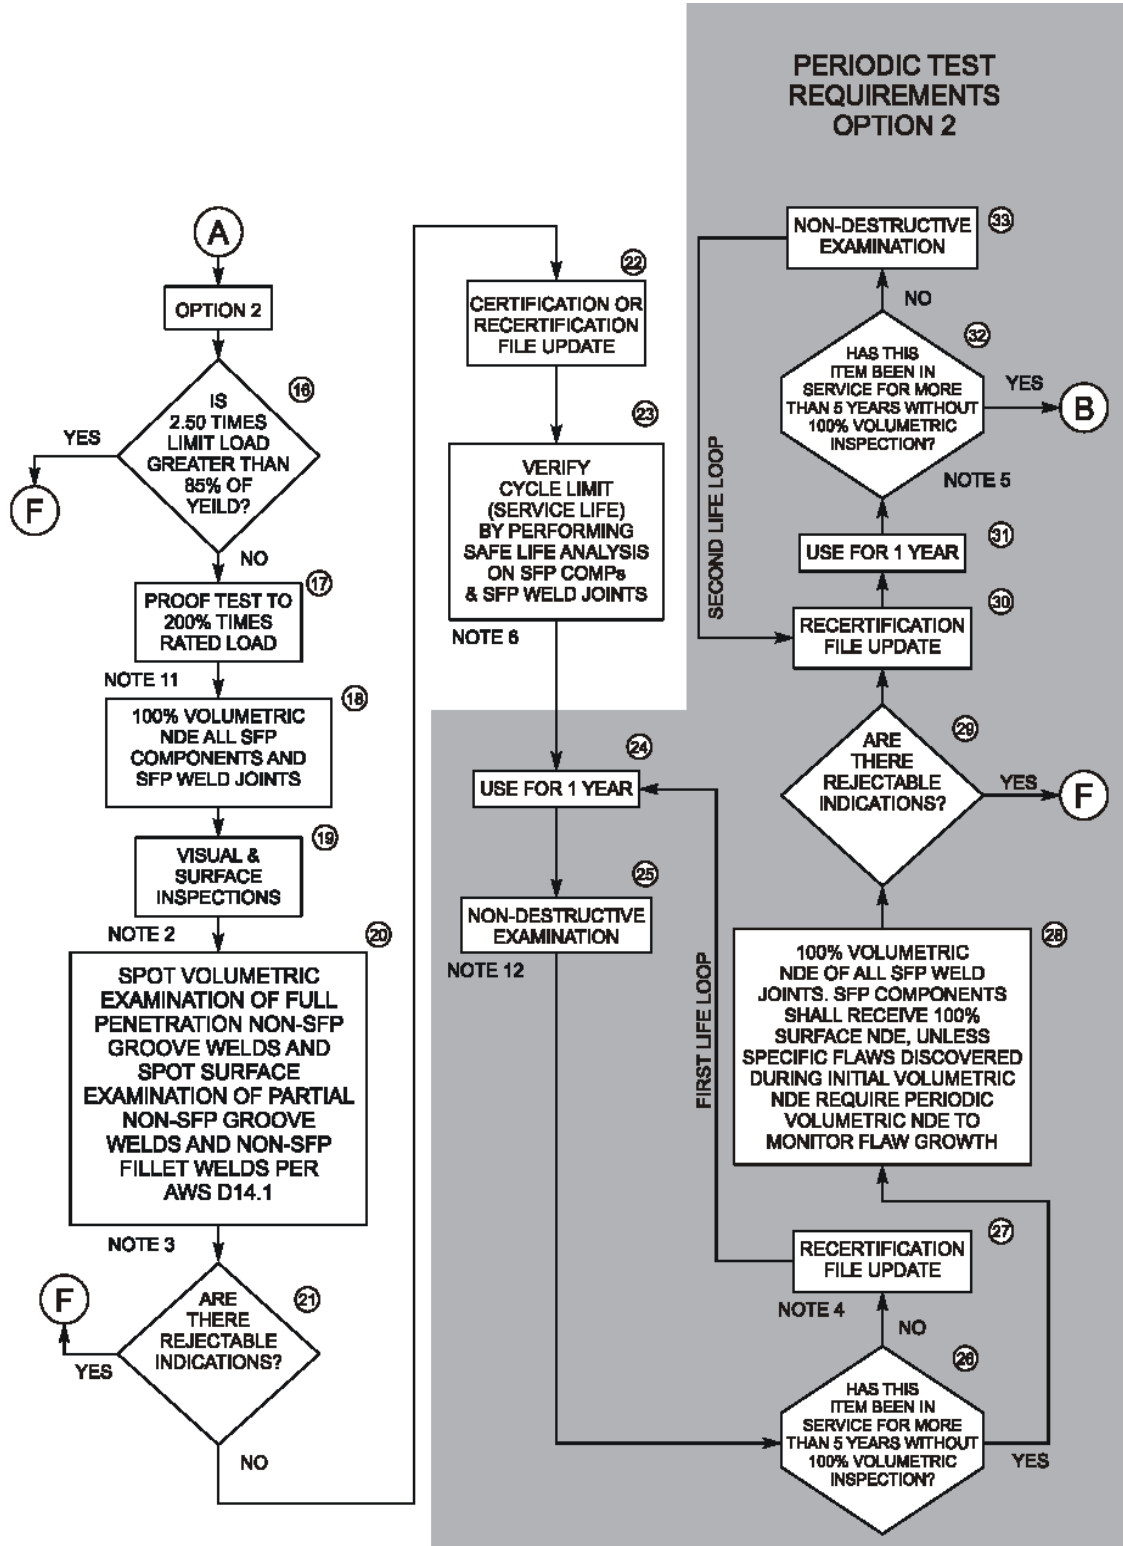 PERIODIC TEST
REQUIREMENTS
OPTION 2
A
OPTION 2
16
IS
2.50 TIMES
LIMIT LOAD
GREATER THAN
85% OF
YEILD?
YES
F
NO
17
PROOF TEST TO
200% TIMES
RATED LOAD
NOTE 11
18
100% VOLUMETRIC
NDE ALL SFP
COMPONENTS AND
SFP WELD JOINTS
19
VISUAL &
SURFACE
INSPECTIONS
NOTE 2
20
SPOT VOLUMETRIC
EXAMINATION OF FULL
PENETRATION NON-SFP
GROOVE WELDS AND
SPOT SURFACE
EXAMINATION OF PARTIAL
NON-SFP GROOVE
WELDS AND NON-SFP
FILLET WELDS PER
AWS D14.1
NOTE 3
21
ARE
THERE
REJECTABLE
INDICATIONS?
F
YES
NO
22
CERTIFICATION OR
RECERTIFICATION
FILE UPDATE
23
VERIFY
CYCLE LIMIT
(SERVICE LIFE)
BY PERFORMING
SAFE LIFE ANALYSIS
ON SFP COMPs
& SFP WELD JOINTS
NOTE 6
24
USE FOR 1 YEAR
25
NON-DESTRUCTIVE
EXAMINATION
NOTE 12
FIRST LIFE LOOP
26
HAS THIS
ITEM BEEN IN
SERVICE FOR MORE
THAN 5 YEARS WITHOUT
100% VOLUMETRIC
INSPECTION?
YES
NO
27
RECERTIFICATION
FILE UPDATE
NOTE 4
28
100% VOLUMETRIC
NDE OF ALL SFP WELD
JOINTS. SFP COMPONENTS
SHALL RECEIVE 100%
SURFACE NDE, UNLESS
SPECIFIC FLAWS DISCOVERED
DURING INITIAL VOLUMETRIC
NDE REQUIRE PERIODIC
VOLUMETRIC NDE TO
MONITOR FLAW GROWTH
29
ARE
THERE
REJECTABLE
INDICATIONS?
YES
F
30
RECERTIFICATION
FILE UPDATE
31
USE FOR 1 YEAR
NOTE 5
32
HAS THIS
ITEM BEEN IN
SERVICE FOR MORE
THAN 5 YEARS WITHOUT
100% VOLUMETRIC
INSPECTION?
YES
B
NO
33
NON-DESTRUCTIVE
EXAMINATION
SECOND LIFE LOOP